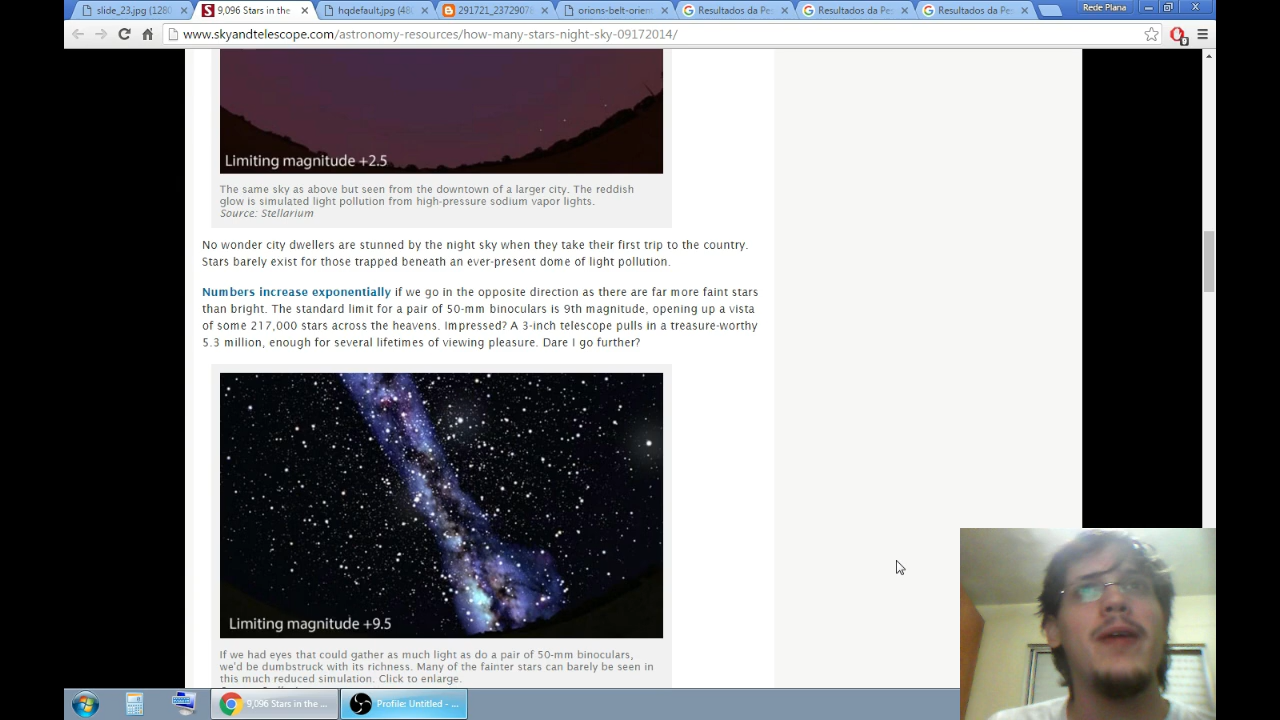 slide_23.jpg (1280
9,096 Stars in the
hqdefault.jpg (48
291721_2372907
orions-belt-orient
Resultados da Pe
Resultados da Pe
Resultados da Pe
Rede Plana
www.skyandtelescope.com/astronomy-resources/how-many-stars-night-sky-09172014/
Limiting magnitude +2.5
The same sky as above but seen from the downtown of a larger city. The reddish
glow is simulated light pollution from high-pressure sodium vapor lights.
Source: Stellarium
No wonder city dwellers are stunned by the night sky when they take their first trip to the country.
Stars barely exist for those trapped beneath an ever-present dome of light pollution.
Numbers increase exponentially if we go in the opposite direction as there are far more faint stars
than bright. The standard limit for a pair of 50-mm binoculars is 9th magnitude, opening up a vista
of some 217,000 stars across the heavens. Impressed? A 3-inch telescope pulls in a treasure-worthy
5.3 million, enough for several lifetimes of viewing pleasure. Dare I go further?
Limiting magnitude +9.5
If we had eyes that could gather as much light as do a pair of 50-mm binoculars,
we'd be dumbstruck with its richness. Many of the fainter stars can barely be seen in
this much reduced simulation. Click to enlarge.
9,096 Stars in the ...
Profile: Untitled - ...